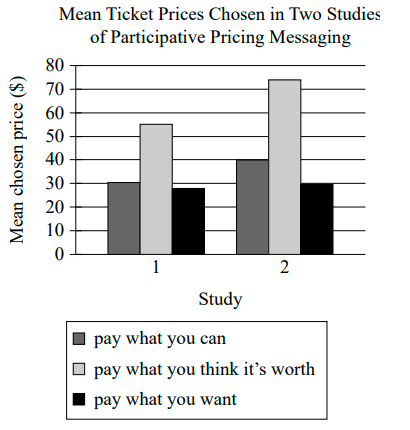 Mean Ticket Prices Chosen in Two Studies
of Participative Pricing Messaging
Mean chosen price ($)
80
70
60
50
40
30
20
10
0
1 2
Study
pay what you can
pay what you think it's worth
pay what you want